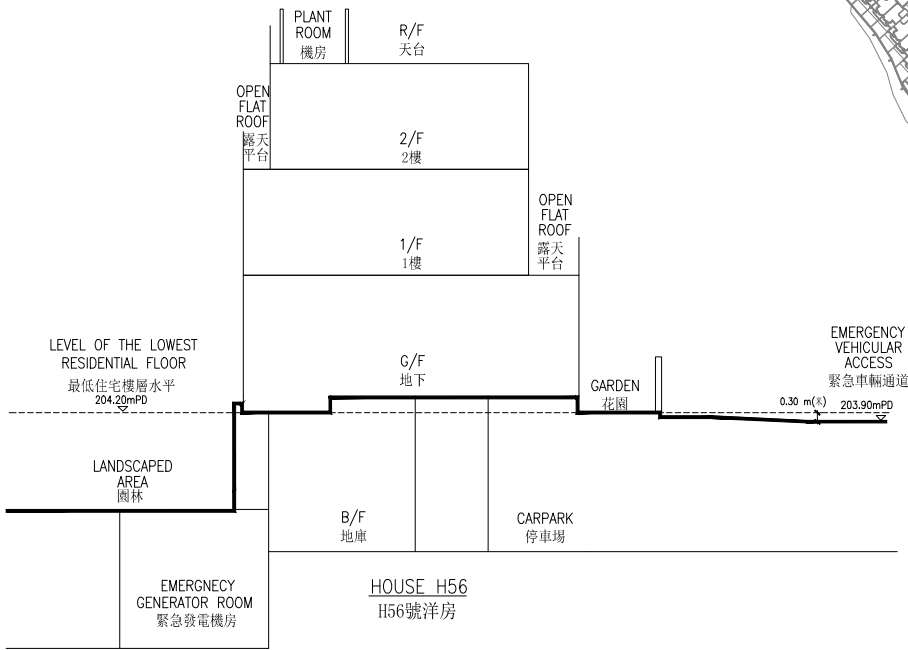 PLANT
ROOM
機房
R/F
天台
OPEN
FLAT
ROOF
露天
平台
2/F
2樓
OPEN
FLAT
ROOF
露天
平台
1/F
1樓
LEVEL OF THE LOWEST
RESIDENTIAL FLOOR
最低住宅樓層水平
204.20mPD
G/F
地下
GARDEN
花園
EMERGENCY
VEHICULAR
ACCESS
緊急車輛通道
0.30 m(米)
203.90mPD
LANDSCAPED
AREA
園林
B/F
地庫
CARPARK
停車場
EMERGNECY
GENERATOR ROOM
緊急發電機房
HOUSE H56
H56號洋房